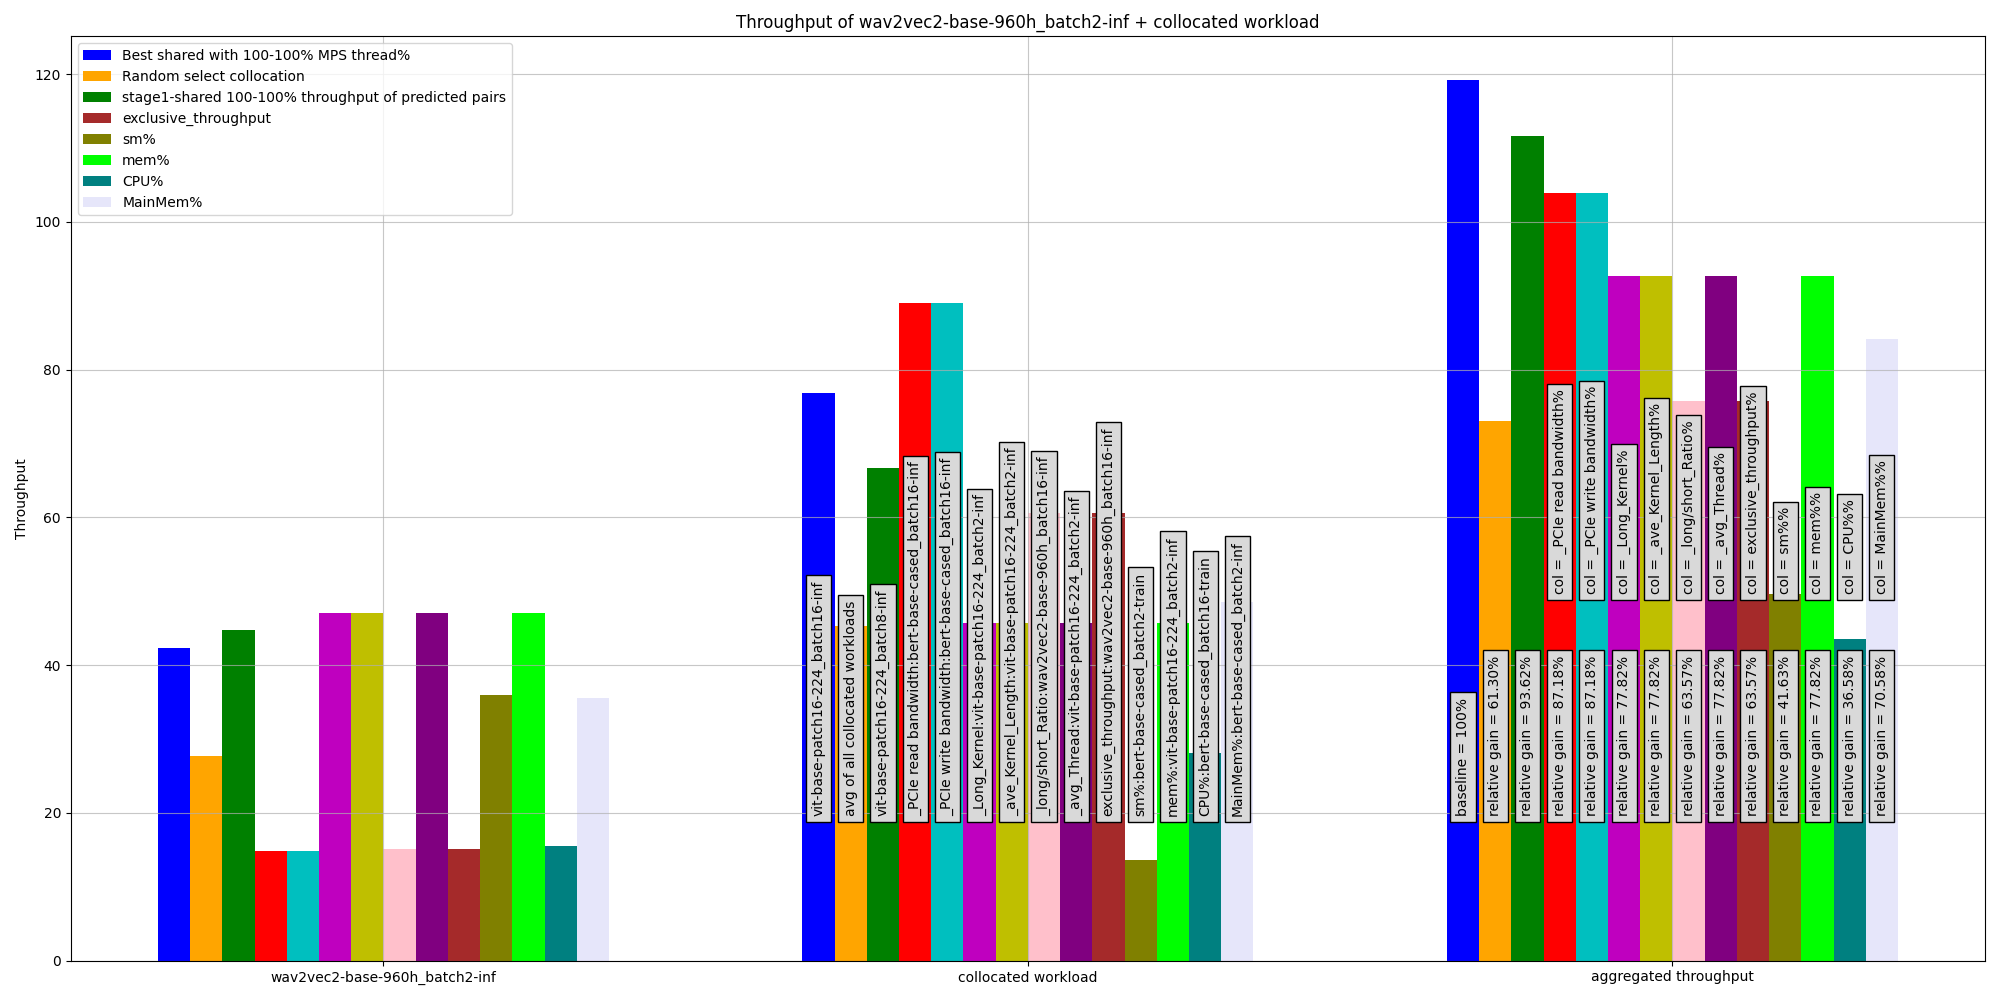 Throughput of wav2vec2-base-960h_batch2-inf + collocated workload
Best shared with 100-100% MPS thread%
Random select collocation
stage1-shared 100-100% throughput of predicted pairs
exclusive_throughput
sm%
mem%
CPU%
MainMem%
Throughput
120
100
80
60
40
20
0
vit-base-patch16-224_batch16-inf
avg of all collocated workloads
vit-base-patch16-224_batch8-inf
_PCIe read bandwidth:bert-base-cased_batch16-inf
_PCIe write bandwidth:bert-base-cased_batch16-inf
_Long_Kernel:vit-base-patch16-224_batch2-inf
_ave_Kernel_Length:vit-base-patch16-224_batch2-inf
_long/short_Ratio:wav2vec2-base-960h_batch16-inf
_avg_Thread:vit-base-patch16-224_batch2-inf
exclusive_throughput:wav2vec2-base-960h_batch16-inf
sm%:bert-base-cased_batch2-train
mem%:vit-base-patch16-224_batch2-inf
CPU%:bert-base-cased_batch16-train
MainMem%:bert-base-cased_batch2-inf
col = _PCIe read bandwidth%
col = _PCIe write bandwidth%
col = _Long_Kernel%
col = _ave_Kernel_Length%
col = _long/short_Ratio%
col = _avg_Thread%
col = exclusive_throughput%
col = sm%%
col = mem%%
col = CPU%%
col = MainMem%%
baseline = 100%
relative gain = 61.30%
relative gain = 93.62%
relative gain = 87.18%
relative gain = 87.18%
relative gain = 77.82%
relative gain = 77.82%
relative gain = 63.57%
relative gain = 77.82%
relative gain = 63.57%
relative gain = 41.63%
relative gain = 77.82%
relative gain = 36.58%
relative gain = 70.58%
wav2vec2-base-960h_batch2-inf
collocated workload
aggregated throughput